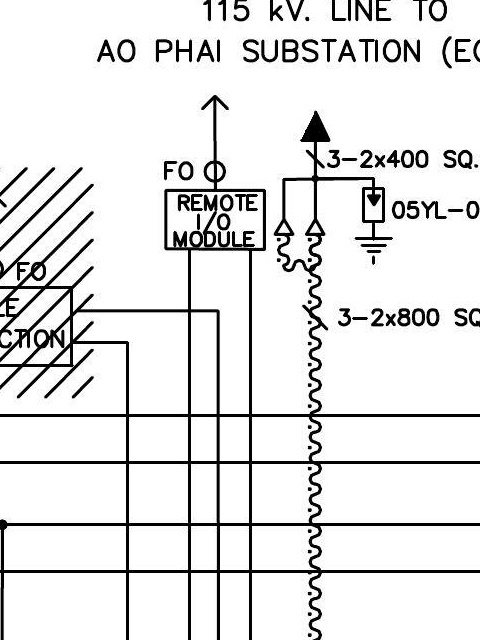 115 kV. LINE TO
AO PHAI SUBSTATION (EC
3-2x400 SQ.
FO
REMOTE
I/O
MODULE
05YL-0
FO
LE
CTION
3-2x800 SQ